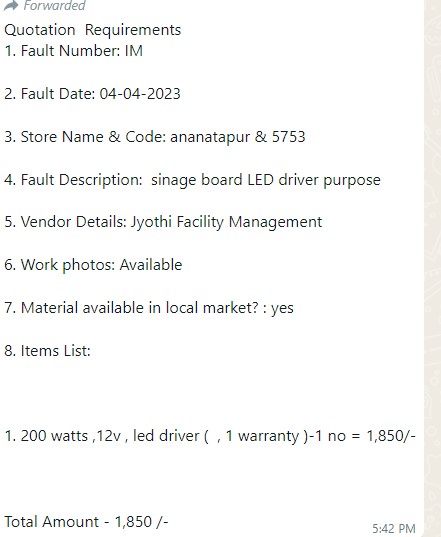 Forwarded
Quotation  Requirements
1. Fault Number: IM
2. Fault Date: 04-04-2023
3. Store Name & Code: ananatapur & 5753
4. Fault Description:  sinage board LED driver purpose
5. Vendor Details: Jyothi Facility Management
6. Work photos: Available
7. Material available in local market? : yes
8. Items List:
1. 200 watts ,12v , led driver (  , 1 warranty )-1 no = 1,850/-
Total Amount - 1,850 /-
5:42 PM